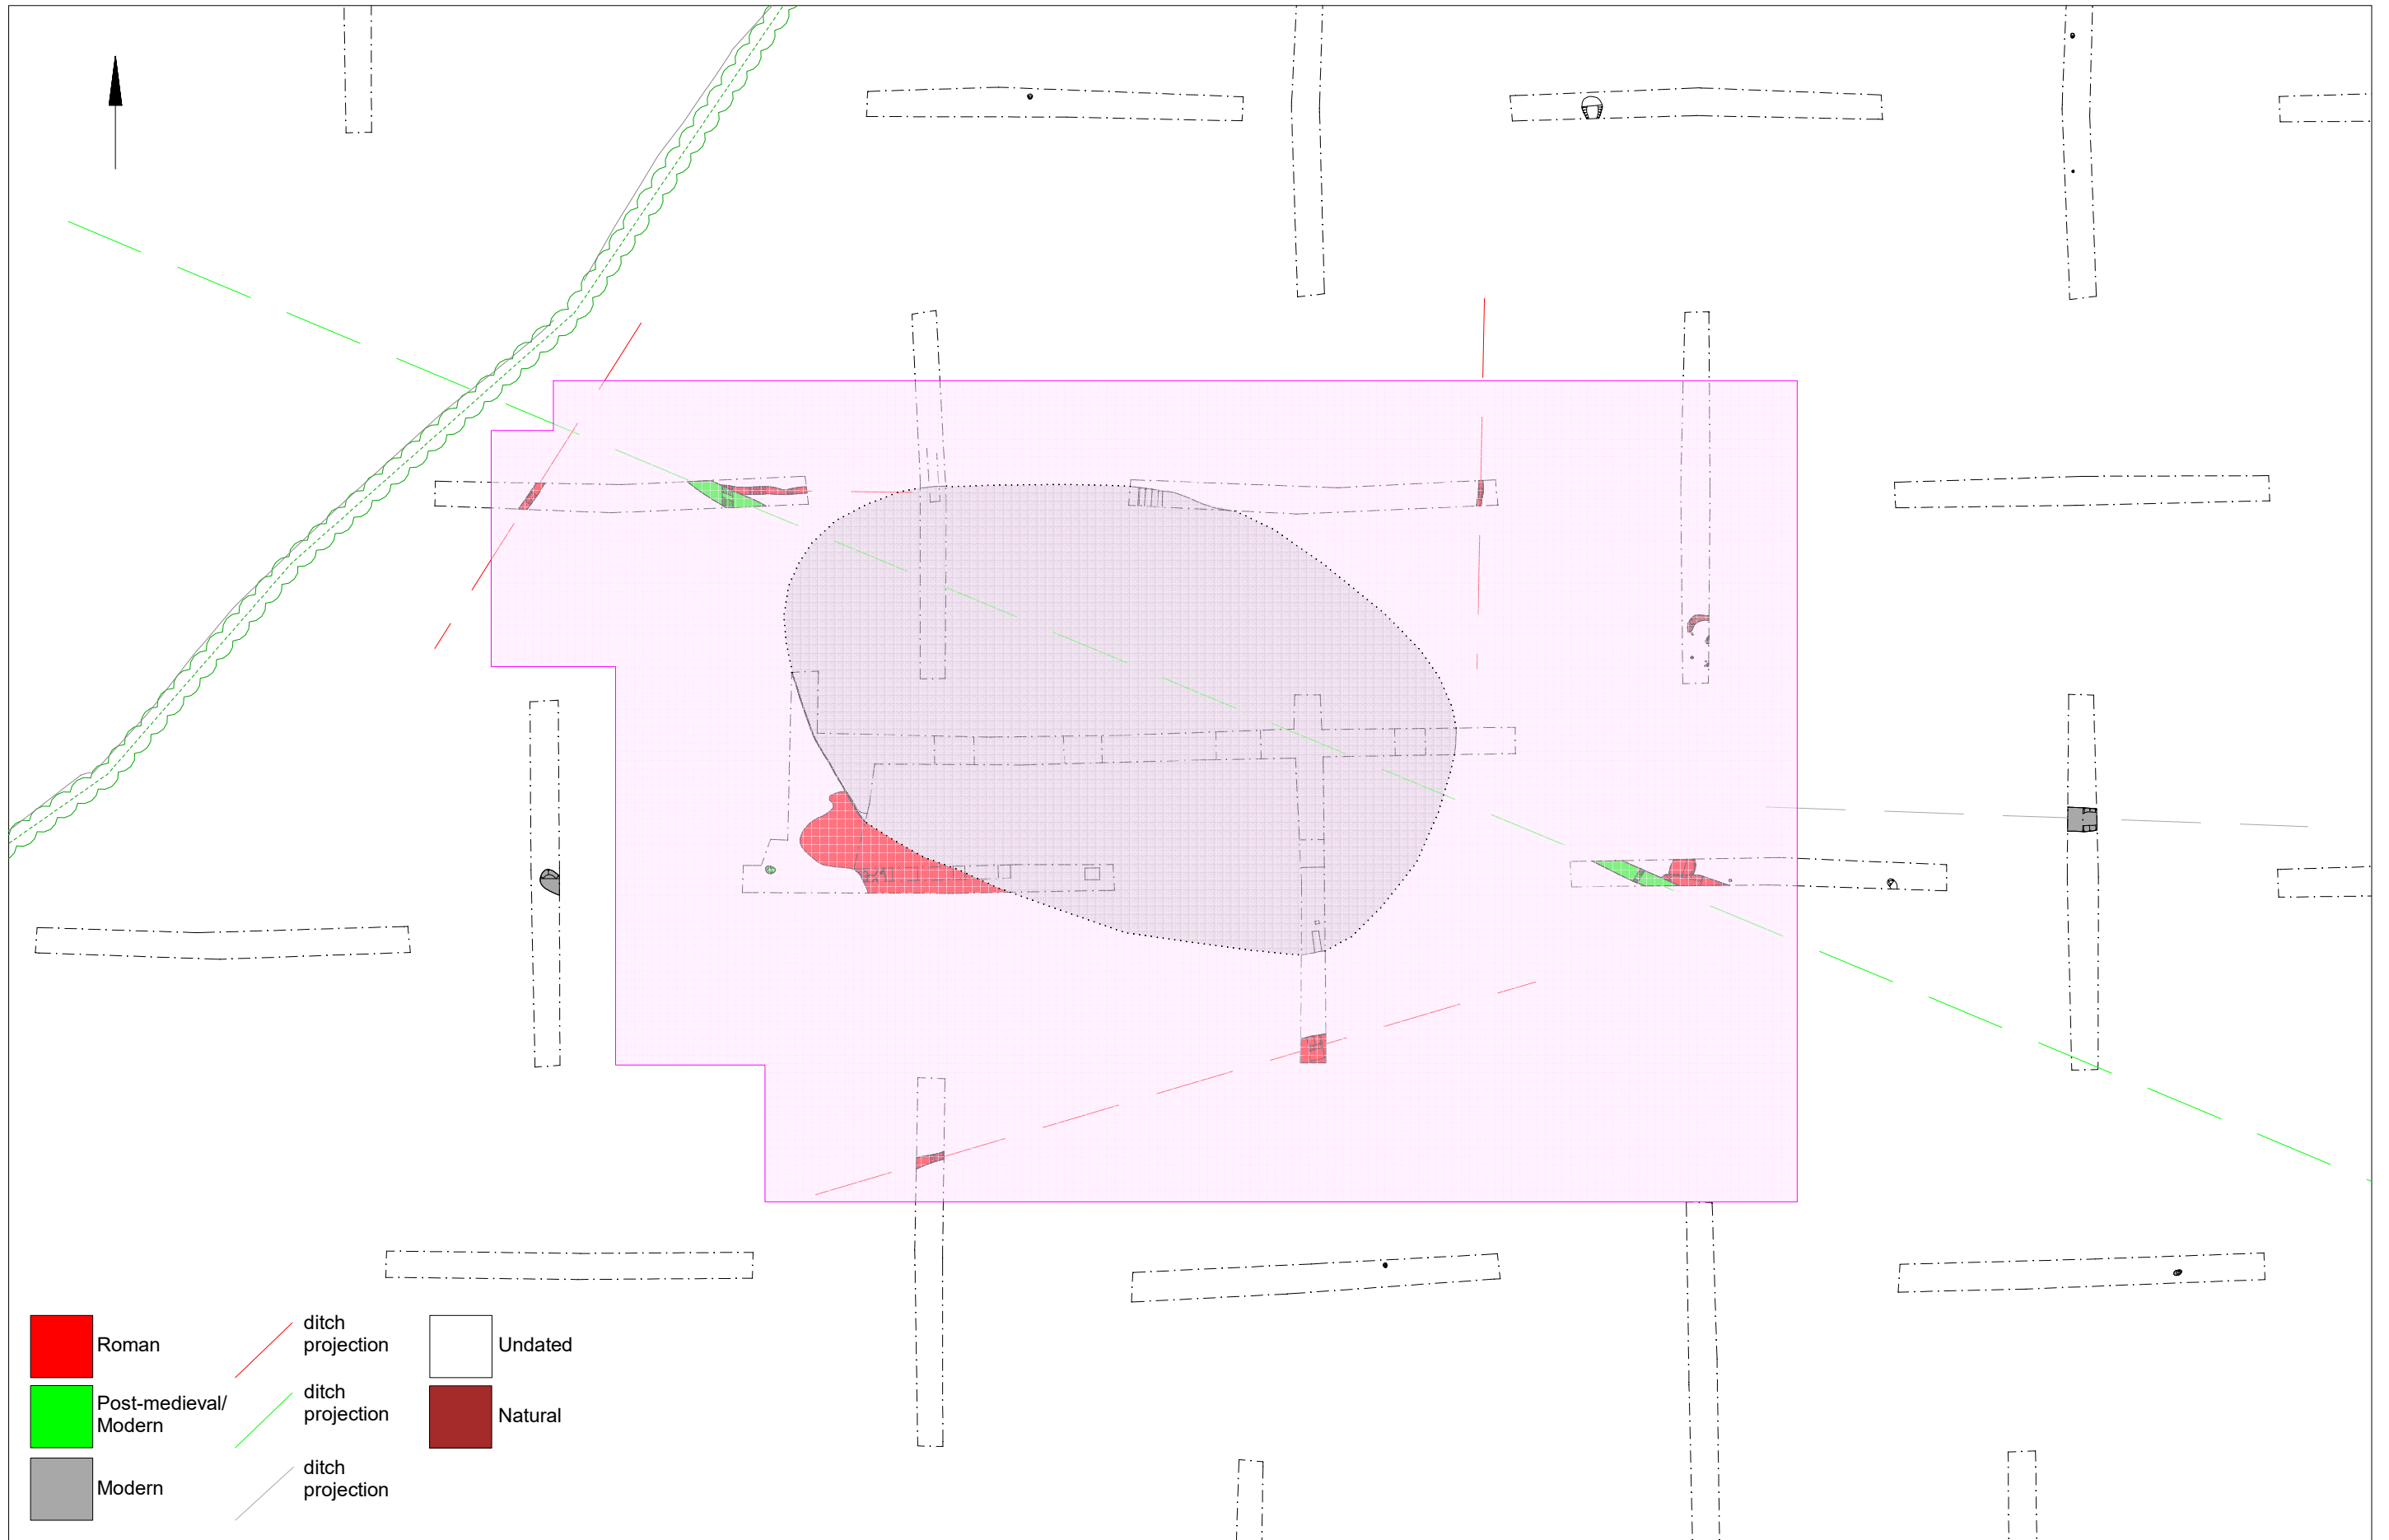 Roman
ditch
projection
Undated
Post-medieval/
Modern
ditch
projection
Natural
Modern
ditch
projection